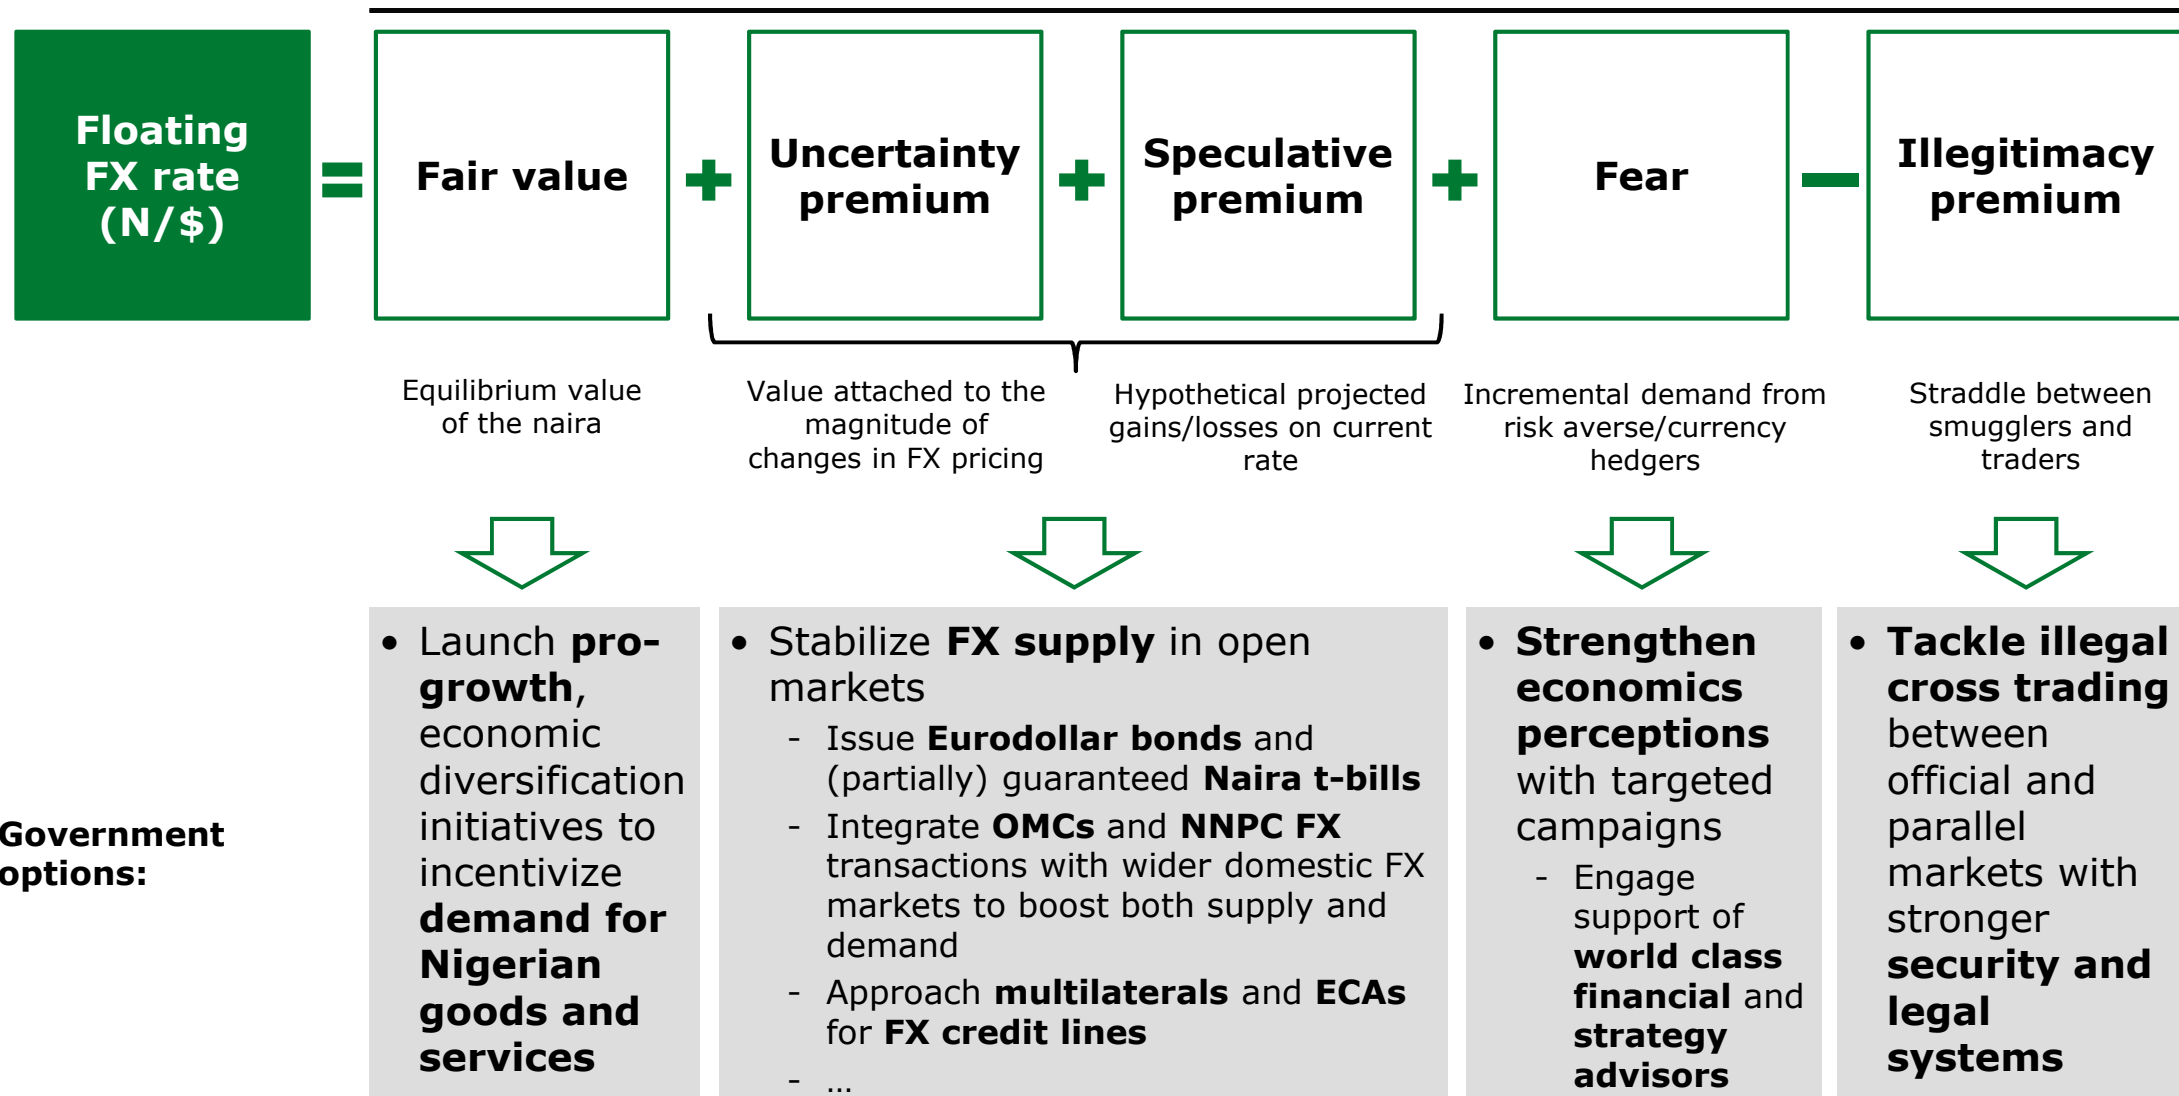 Floating
FX rate
(N/$)
=
Fair value
+
Uncertainty
premium
+
Speculative
premium
+
Fear
−
Illegitimacy
premium
Equilibrium value
of the naira
Value attached to the
magnitude of
changes in FX pricing
Hypothetical projected
gains/losses on current
rate
Incremental demand from
risk averse/currency
hedgers
Straddle between
smugglers and
traders
Government
options:
• Launch pro-
growth,
economic
diversification
initiatives to
incentivize
demand for
Nigerian
goods and
services
• Stabilize FX supply in open
markets
- Issue Eurodollar bonds and
(partially) guaranteed Naira t-bills
- Integrate OMCs and NNPC FX
transactions with wider domestic FX
markets to boost both supply and
demand
- Approach multilaterals and ECAs
for FX credit lines
- …
• Strengthen
economics
perceptions
with targeted
campaigns
- Engage
support of
world class
financial and
strategy
advisors
• Tackle illegal
cross trading
between
official and
parallel
markets with
stronger
security and
legal
systems